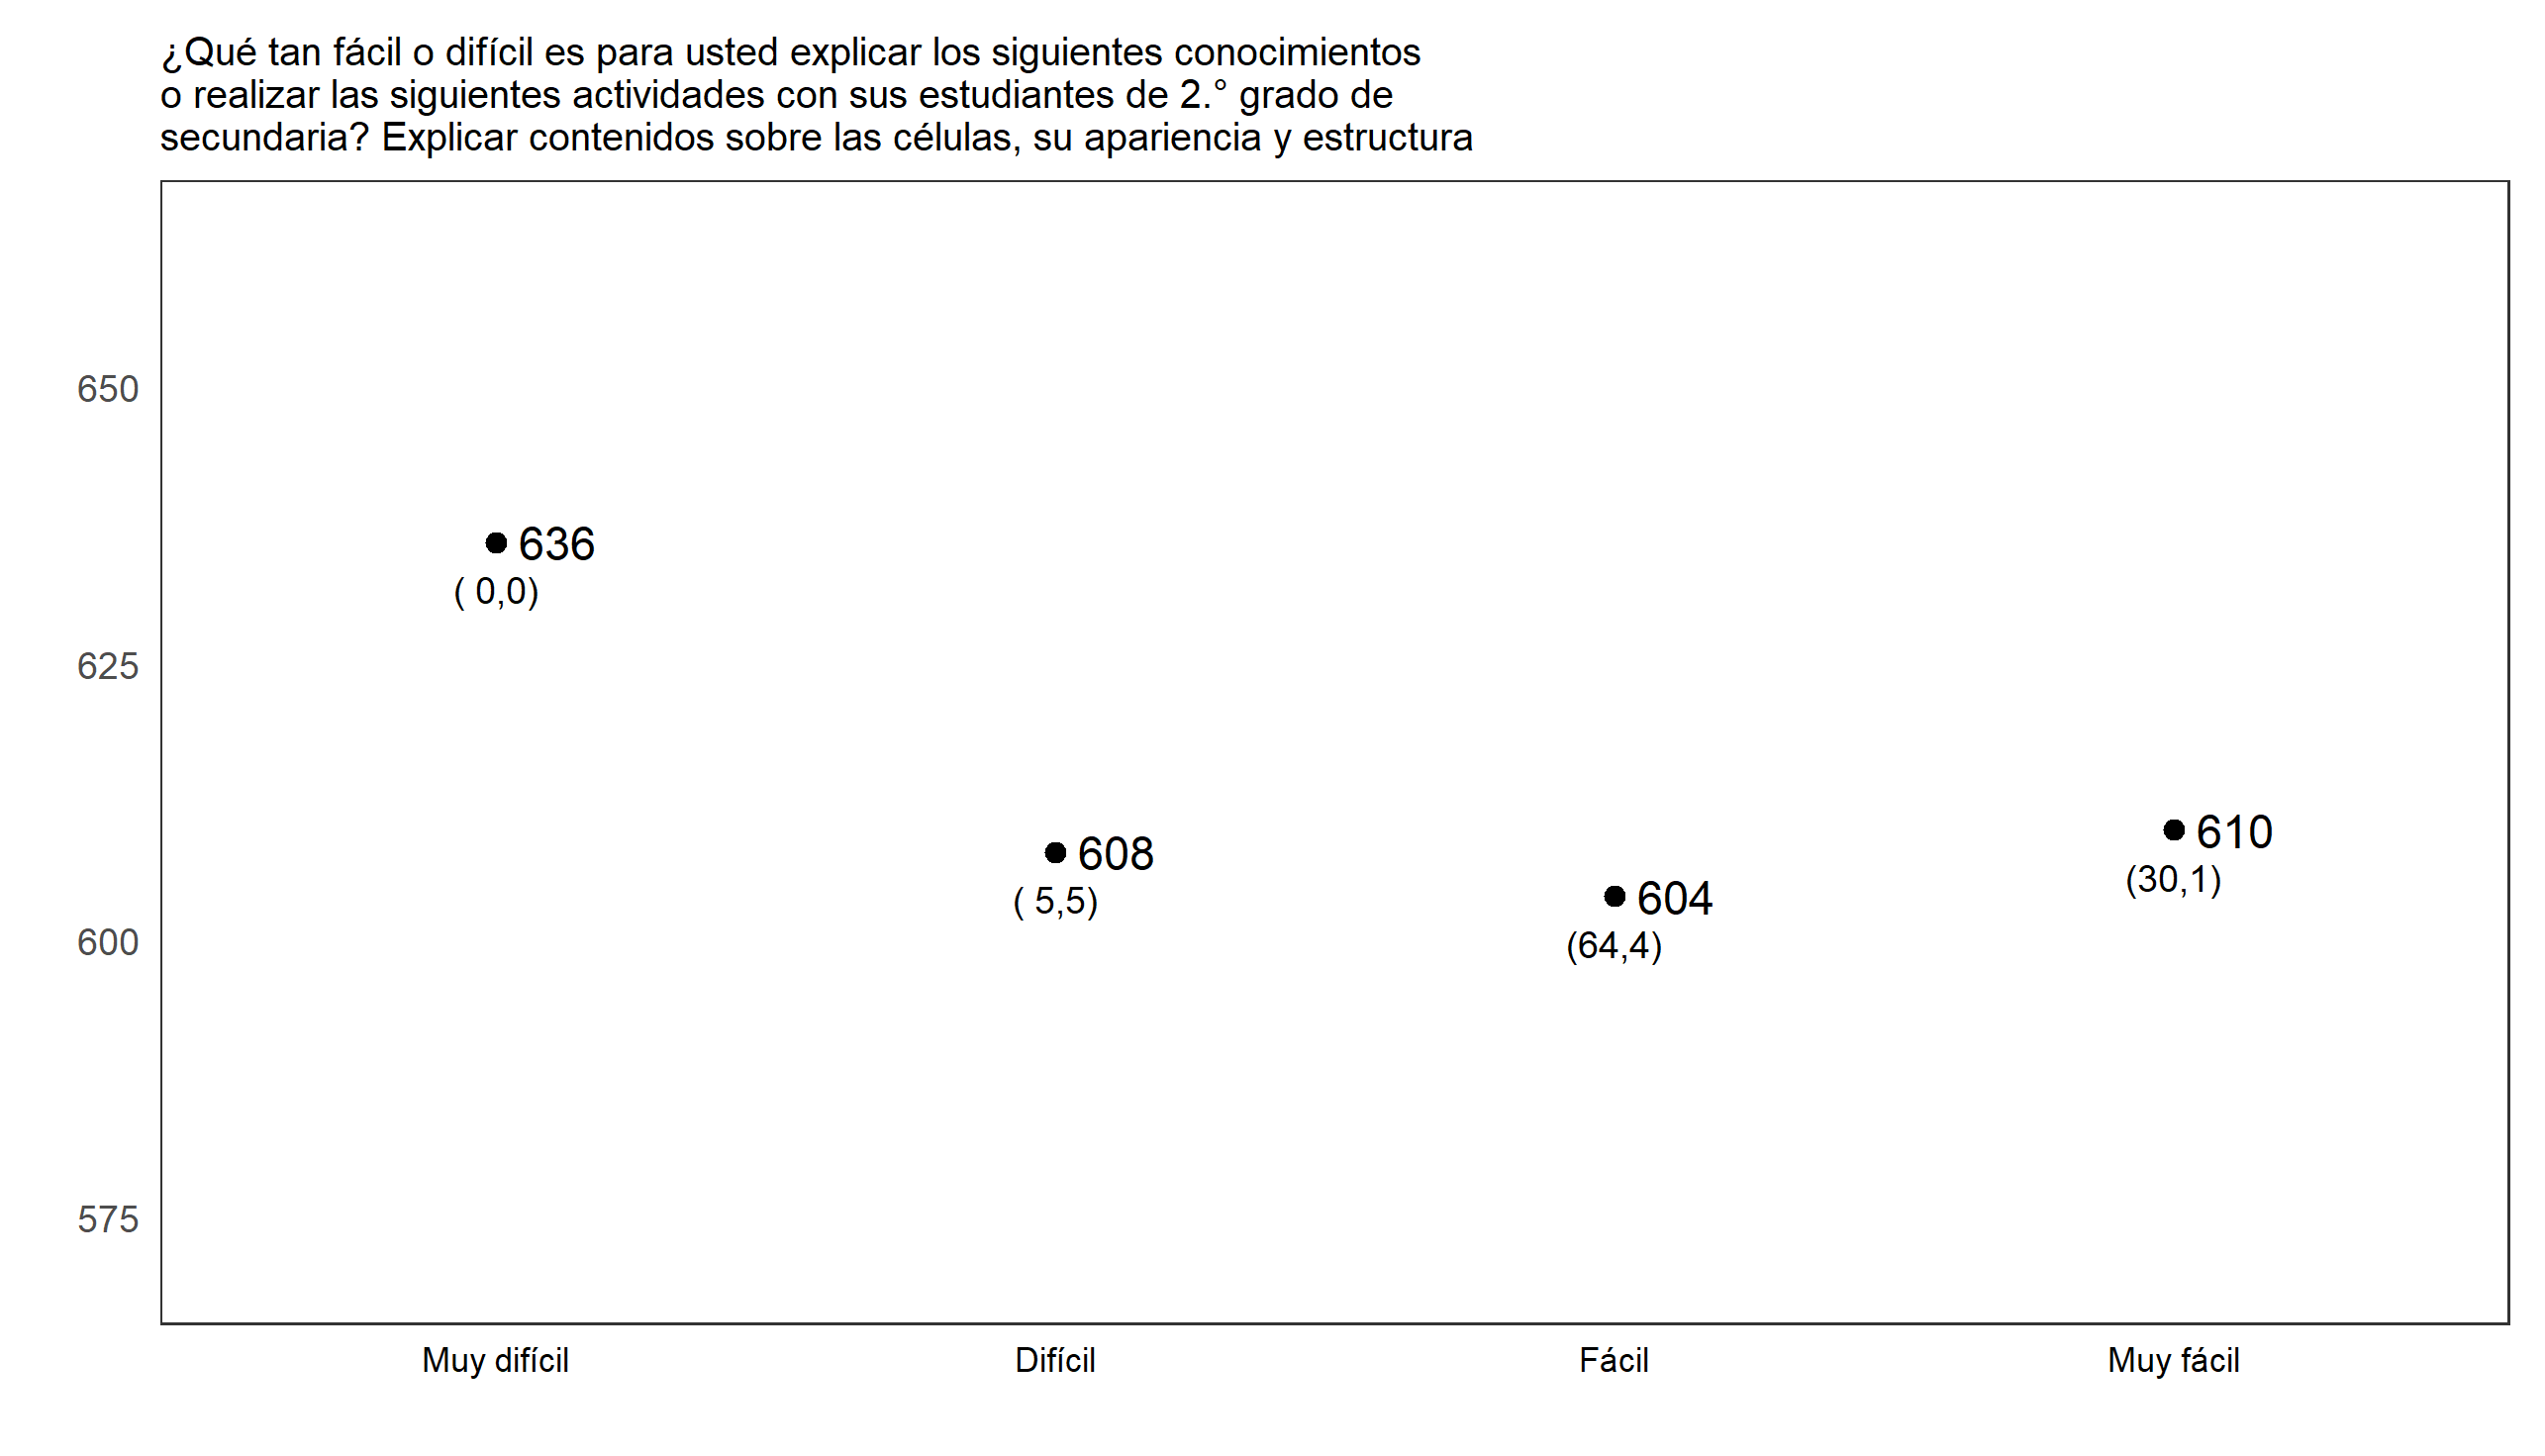 ¿Qué tan fácil o difícil es para usted explicar los siguientes conocimientos
o realizar las siguientes actividades con sus estudiantes de 2.° grado de
secundaria? Explicar contenidos sobre las células, su apariencia y estructura
650
636
( 0,0)
625
608
( 5,5)
610
(30,1)
604
(64,4)
600
575
Muy difícil
Difícil
Fácil
Muy fácil